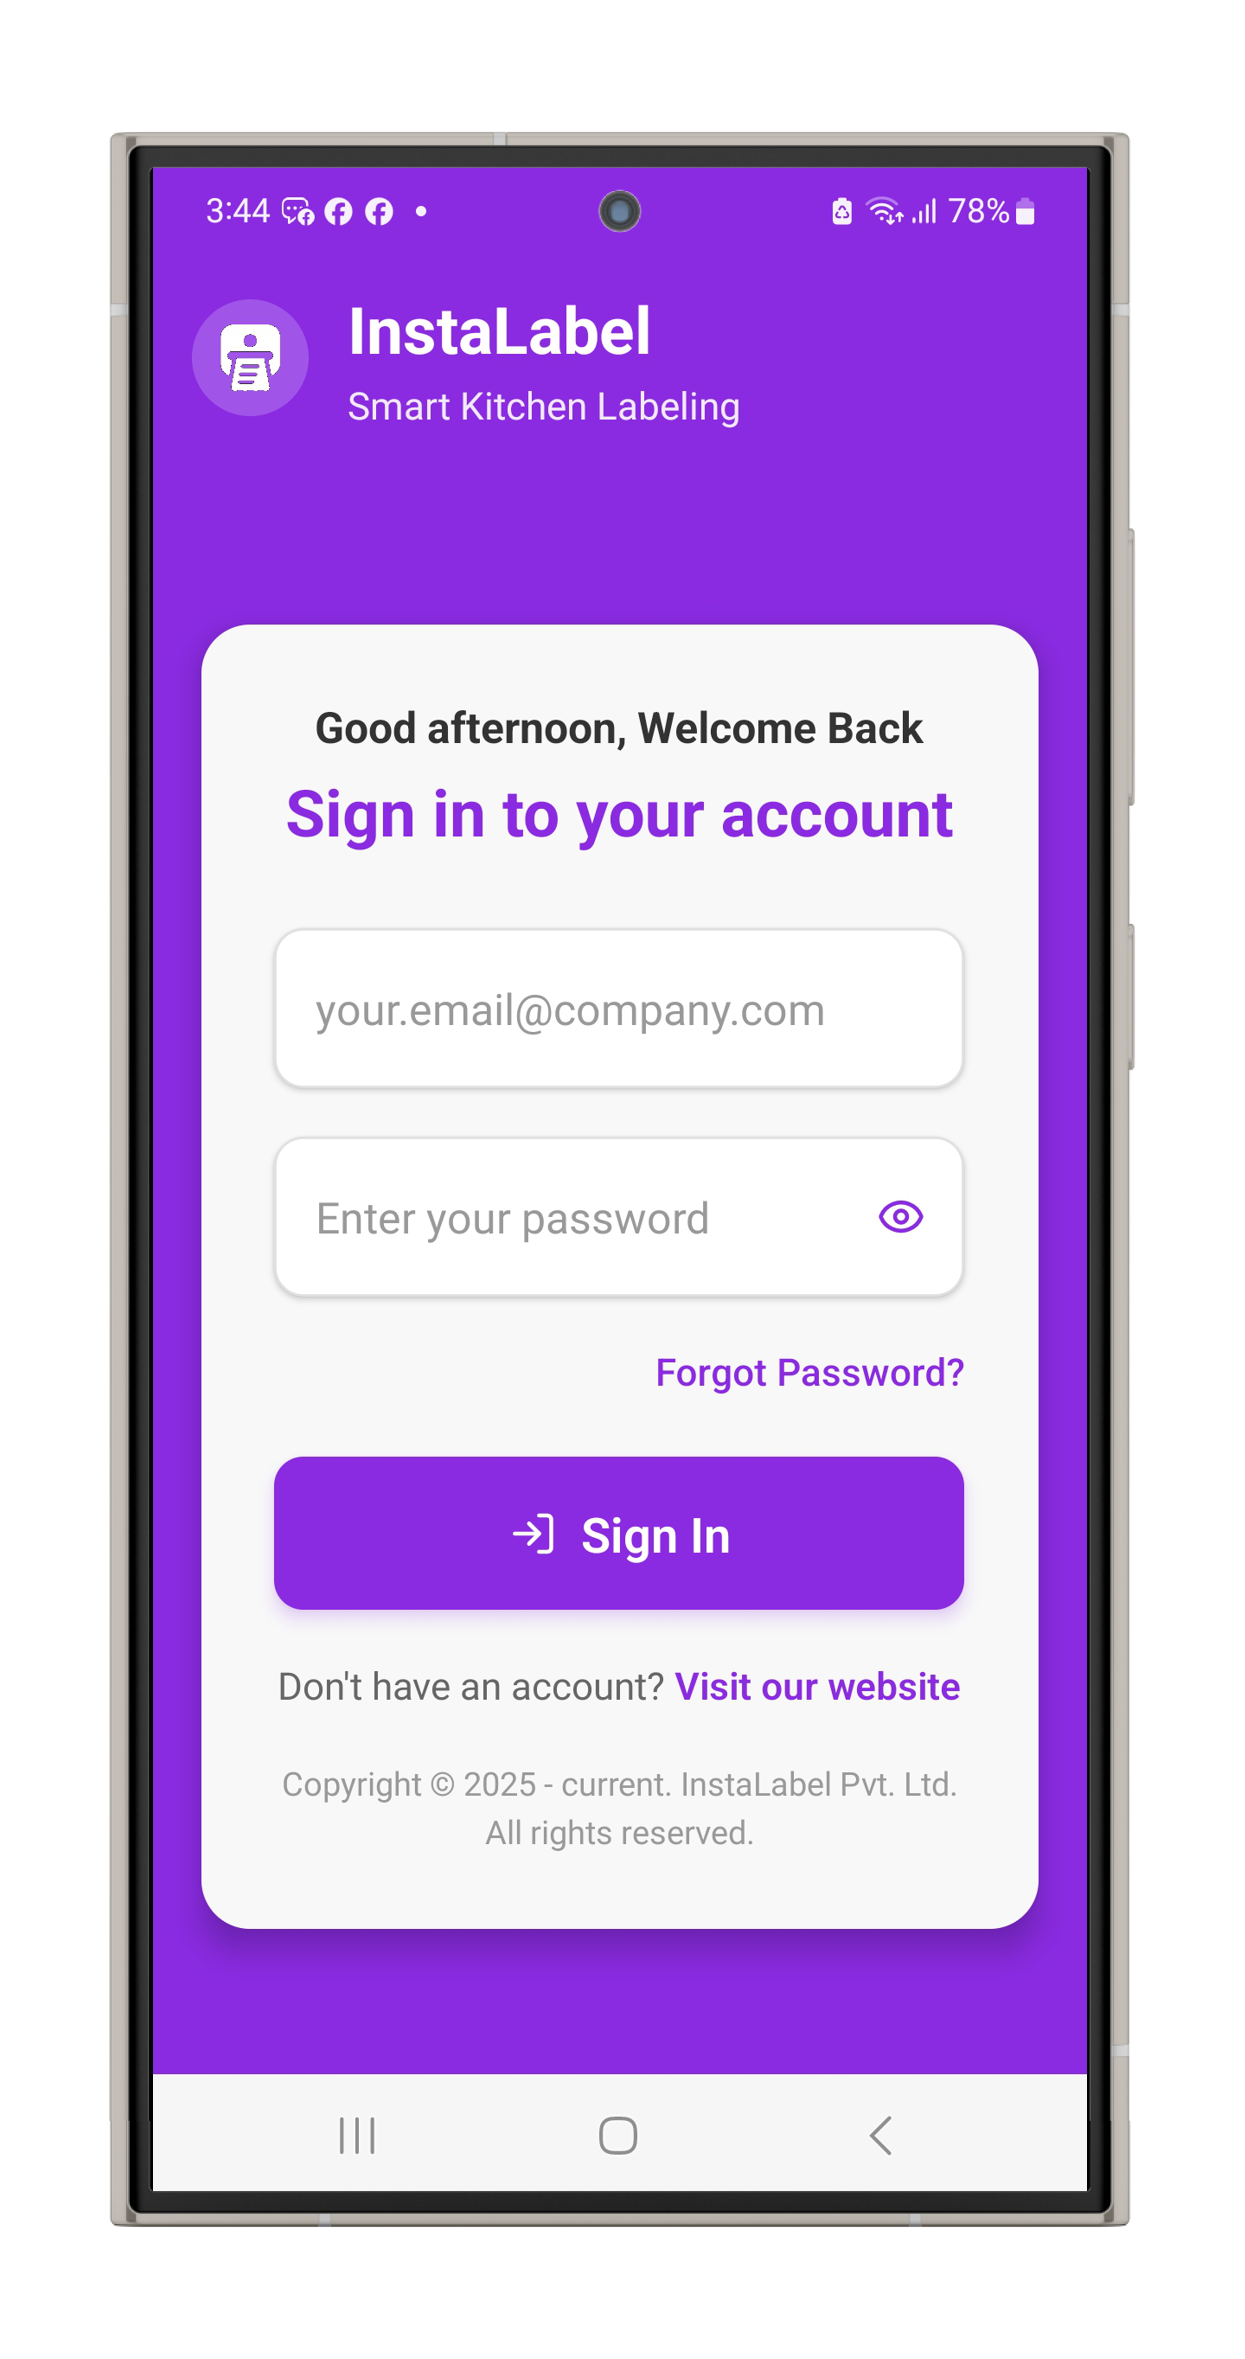 3:44
78%
InstaLabel
Smart Kitchen Labeling
Good afternoon, Welcome Back
Sign in to your account
your.email@company.com
Enter your password
Forgot Password?
Sign In
Don't have an account? Visit our website
Copyright © 2025 - current. InstaLabel Pvt. Ltd.
All rights reserved.